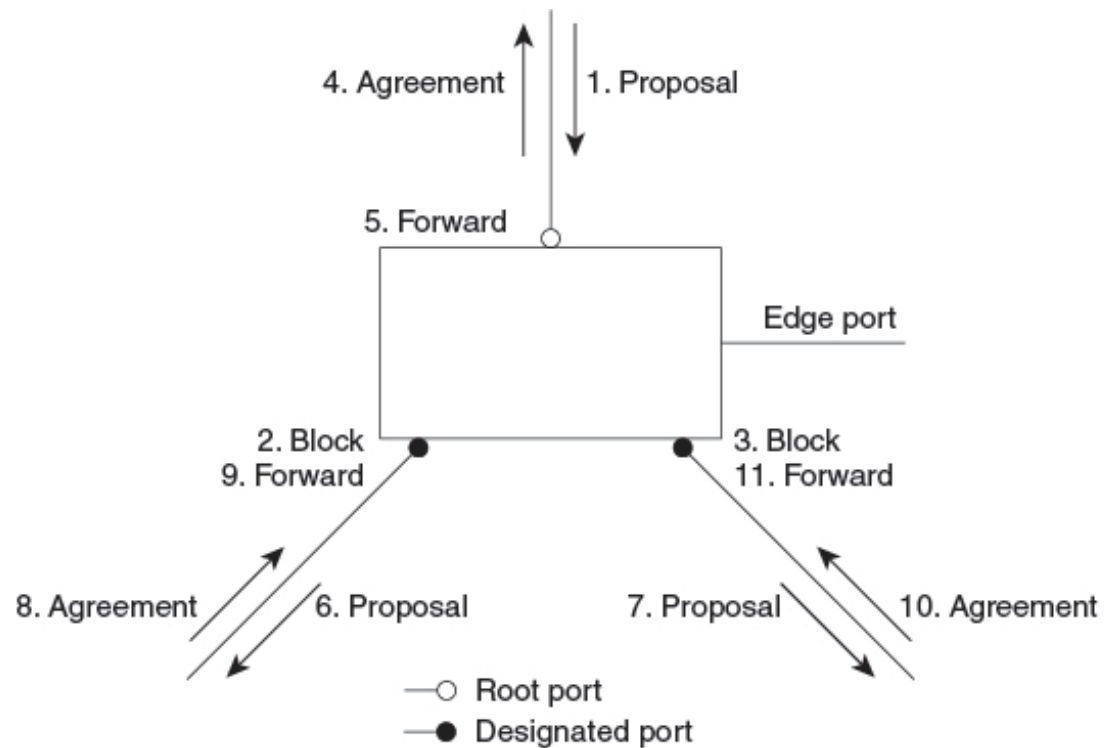 4. Agreement
1. Proposal
5. Forward
Edge port
2. Block
9. Forward
3. Block
11. Forward
8. Agreement
6. Proposal
7. Proposal
10. Agreement
Root port
Designated port